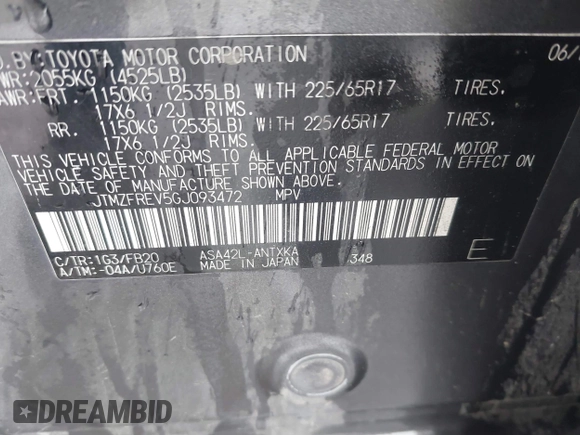 D. BY: TOYOTA MOTOR CORPORATION 06/
WR: 2055KG (4525LB)
AWR: FRT. 1150KG (2535LB) WITH 225/65R17 TIRES.
17X6 1/2J RIMS.
RR. 1150KG (2535LB) WITH 225/65R17 TIRES.
17X6 1/2J RIMS.
THIS VEHICLE CONFORMS TO ALL APPLICABLE FEDERAL MOTOR
VEHICLE SAFETY AND THEFT PREVENTION STANDARDS IN EFFECT ON
THE DATE OF MANUFACTURE SHOWN ABOVE.
JTMZFREV5GJ093472 MPV
C/TR: 1G3/FB20 ASA42L-ANTXKA 348 E
A/TM: -04A/U760E MADE IN JAPAN
DREAMBID